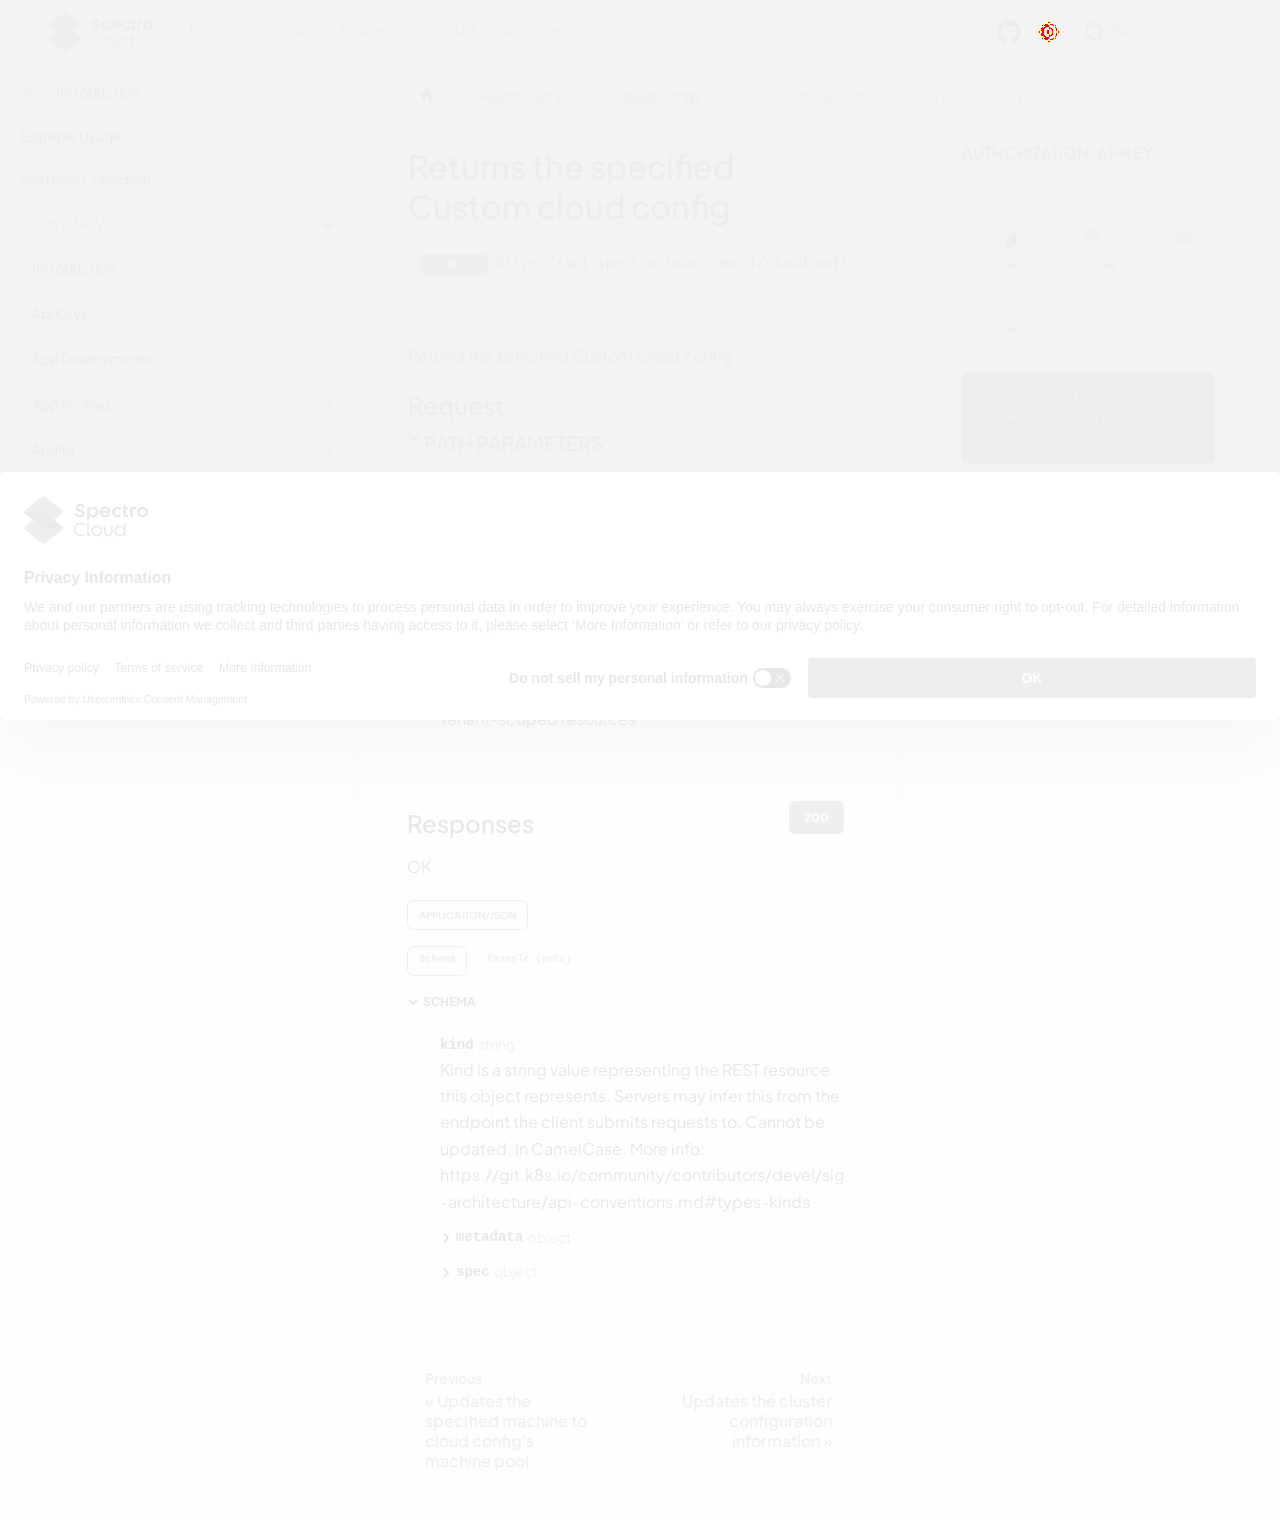 Spectro
Cloud
Docs
Tutorials
Downloads
API
latest
Search
Introduction
Palette API V1
Cloudconfigs
Returns the specified Custom cloud config
Example Usage
Postman Collection
Palette API V1
Introduction
Api Keys
App Deployments
App Profiles
Audits
Returns the specified
Custom cloud config
GET
https://api.spectrocloud.com/v1/cloudconfi
Returns the specified Custom cloud config
Request
PATH PARAMETERS
AUTHORIZATION: APIKEY
CURL
PYTHON
GO
GO
CURL
Spectro
Cloud
Privacy Information
We and our partners are using tracking technologies to process personal data in order to improve your experience. You may always exercise your consumer right to opt-out. For detailed information
about personal information we collect and third parties having access to it, please select 'More Information' or refer to our privacy policy.
Privacy policy
Terms of service
More Information
Powered by Usercentrics Consent Management
Do not sell my personal information
OK
tenant-scoped resources
Responses
200
OK
APPLICATION/JSON
Schema
Example (auto)
SCHEMA
kind string
Kind is a string value representing the REST resource
this object represents. Servers may infer this from the
endpoint the client submits requests to. Cannot be
updated. In CamelCase. More info:
https://git.k8s.io/community/contributors/devel/sig
-architecture/api-conventions.md#types-kinds
metadata object
spec object
Previous
« Updates the
specified machine to
cloud config's
machine pool
Next
Updates the cluster
configuration
information »